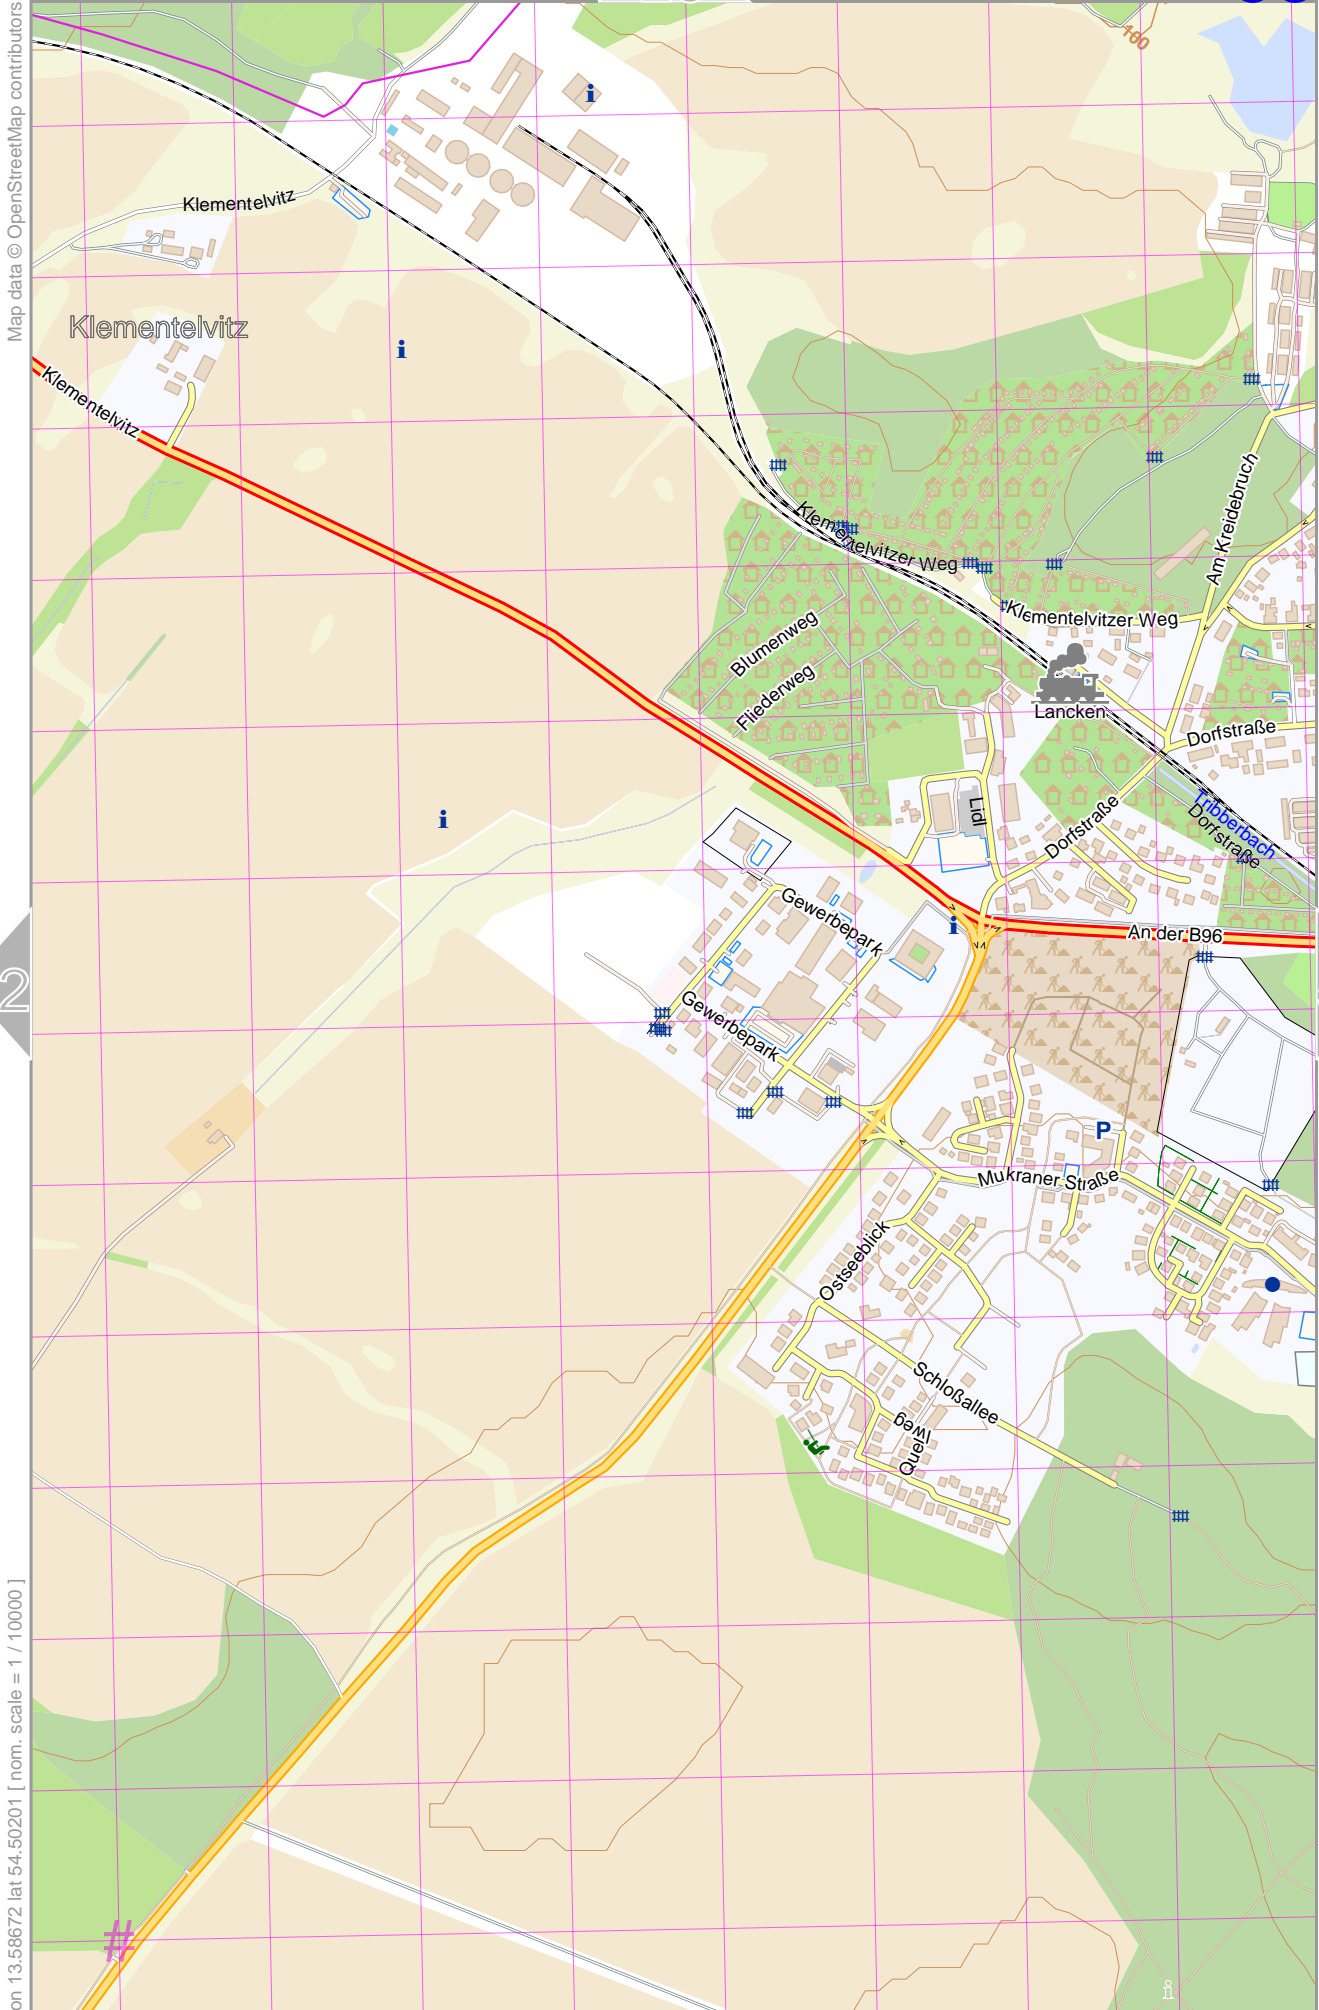 Map data © OpenStreetMap contributors
100
Klementelvitz
Klementelvitz
Klementelvitz
Am Kreidebruch
Klementelvitzer Weg
Klementelvitzer Weg
Blumenweg
Fliederweg
Lancken
Dorfstraße
Lidl
Dorfstraße
Tribberbach
Dorfstraße
Gewerbepark
An der B96
2
Gewerbepark
P
Mukraner Straße
Ostseeblick
Schloßallee
Quellweg
on 13.58672 lat 54.50201 [ nom. scale = 1 / 10000 ]
#